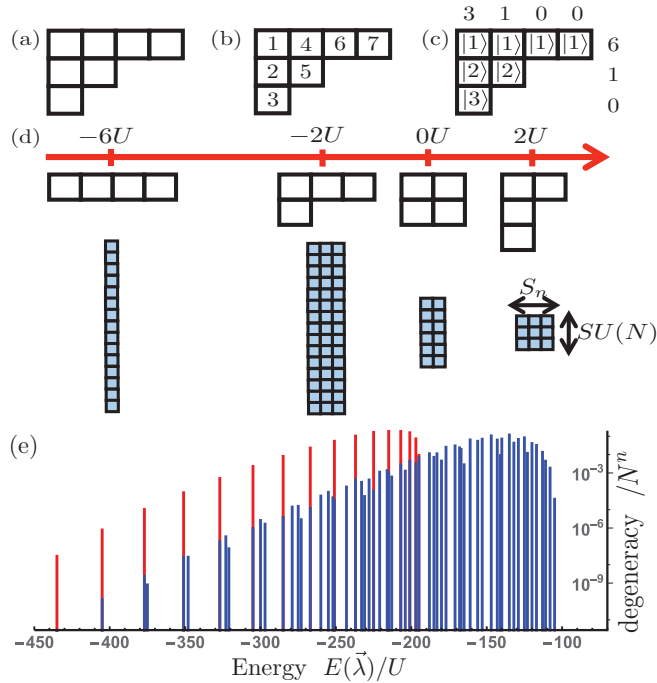 3 1 0 0
(a) (b) 1 4 6 7 (c) |1⟩ |1⟩ |1⟩ |1⟩ 6
2 5 |2⟩ |2⟩ 1
3 |3⟩ 0
(d) −6U −2U 0U 2U
S_n
SU(N)
(e)
10^−3
10^−6
10^−9
degeneracy /N^n
−450 −400 −350 −300 −250 −200 −150 −100
Energy E(λ⃗)/U